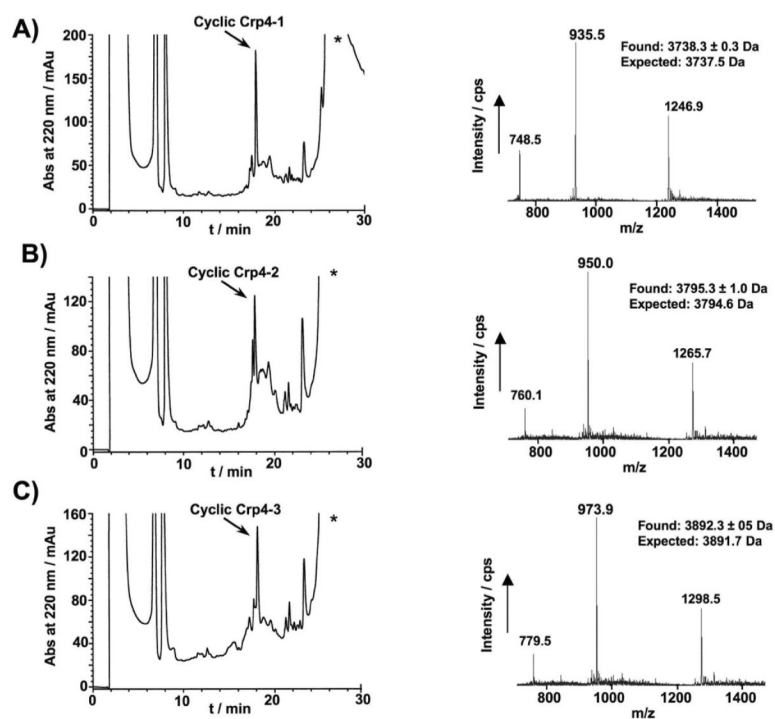 A)
Cyclic Crp4-1
*
Abs at 220 nm / mAu
200
150
100
50
0
0
10
20
30
t / min
935.5
Found: 3738.3 ± 0.3 Da
Expected: 3737.5 Da
1246.9
748.5
Intensity / cps
800
1000
1200
1400
m/z
B)
Cyclic Crp4-2
*
Abs at 220 nm / mAu
120
80
40
0
0
10
20
30
t / min
950.0
Found: 3795.3 ± 1.0 Da
Expected: 3794.6 Da
1265.7
760.1
Intensity / cps
800
1000
1200
1400
m/z
C)
Cyclic Crp4-3
*
Abs at 220 nm / mAu
160
120
80
40
0
0
10
20
30
t / min
973.9
Found: 3892.3 ± 05 Da
Expected: 3891.7 Da
1298.5
779.5
Intensity / cps
800
1000
1200
1400
m/z